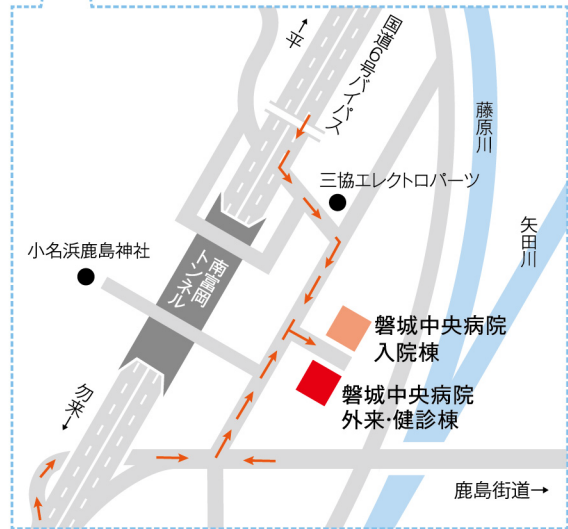 ←平
国道6号バイパス
藤原川
三協エレクトロパーツ
矢田川
小名浜鹿島神社
南富岡
トンネル
磐城中央病院
入院棟
磐城中央病院
外来・健診棟
勿来→
鹿島街道→